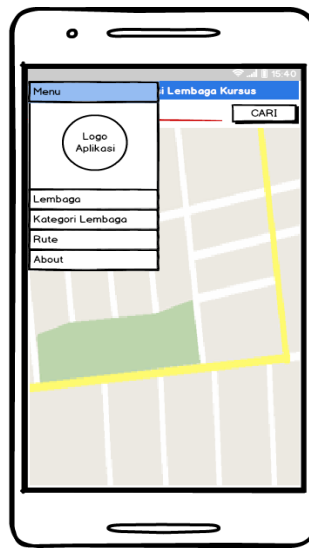 15:40
Menu
i Lembaga Kursus
CARI
Logo
Aplikasi
Lembaga
Kategori Lembaga
Rute
About